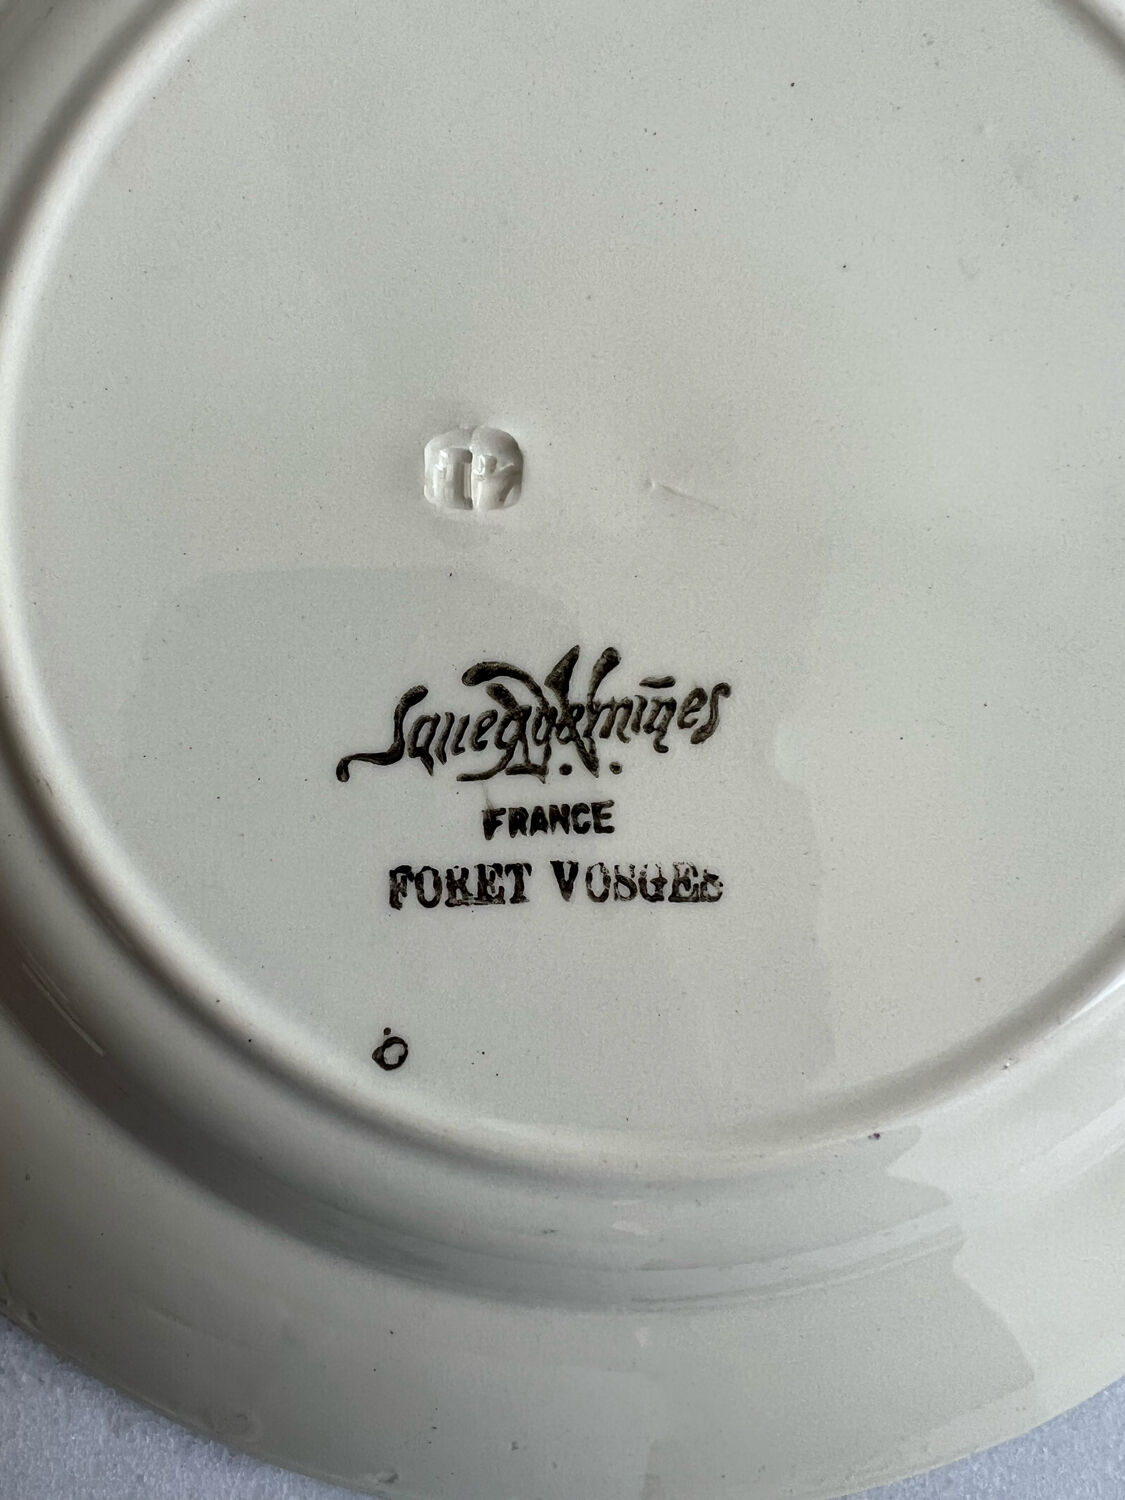 Sarreguemines
FRANCE
FORET VOSGES